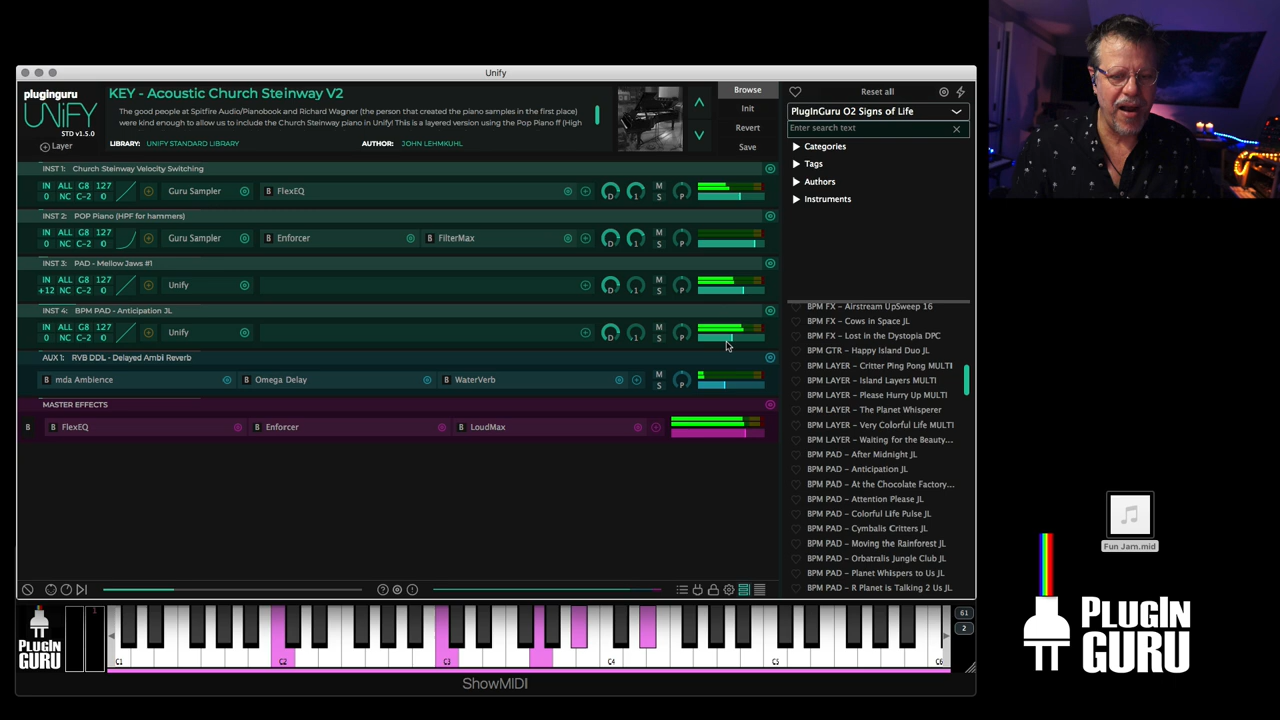 Unify
pluginguru
UNiFY
STD v1.5.0
Layer
KEY - Acoustic Church Steinway V2
The good people at Spitfire Audio/Pianobook and Richard Wagner (the person that created the piano samples in the first place)
were kind enough to allow us to include the Church Steinway piano in Unify! This is a layered version using the Pop Piano ff (High
LIBRARY: UNIFY STANDARD LIBRARY AUTHOR: JOHN LEHMKUHL
Browse
Init
Revert
Save
Reset all
PlugInGuru O2 Signs of Life
Enter search text
Categories
Tags
Authors
Instruments
INST 1: Church Steinway Velocity Switching
IN ALL G8 127
0 NC C-2 0
Guru Sampler
B FlexEQ
D 1 M S P
INST 2: POP Piano (HPF for hammers)
IN ALL G8 127
0 NC C-2 0
Guru Sampler
B Enforcer
B FilterMax
D 1 M S P
INST 3: PAD - Mellow Jaws #1
IN ALL G8 127
+12 NC C-2 0
Unify
D 1 M S P
INST 4: BPM PAD - Anticipation JL
IN ALL G8 127
0 NC C-2 0
Unify
D 1 M S P
AUX 1: RVB DDL - Delayed Ambi Reverb
B mda Ambience
B Omega Delay
B WaterVerb
M S P
MASTER EFFECTS
B
B FlexEQ
B Enforcer
B LoudMax
BPM FX - Airstream UpSweep 16
BPM FX - Cows in Space JL
BPM FX - Lost in the Dystopia DPC
BPM GTR - Happy Island Duo JL
BPM LAYER - Critter Ping Pong MULTI
BPM LAYER - Island Layers MULTI
BPM LAYER - Please Hurry Up MULTI
BPM LAYER - The Planet Whisperer
BPM LAYER - Very Colorful Life MULTI
BPM LAYER - Waiting for the Beauty...
BPM PAD - After Midnight JL
BPM PAD - Anticipation JL
BPM PAD - At the Chocolate Factory...
BPM PAD - Attention Please JL
BPM PAD - Colorful Life Pulse JL
BPM PAD - Cymbalis Critters JL
BPM PAD - Moving the Rainforest JL
BPM PAD - Orbatralis Jungle Club JL
BPM PAD - Planet Whispers to Us JL
BPM PAD - R Planet is Talking 2 Us JL
Fun Jam.mid
PLUGIN
GURU
1
C1 C2 C3 C4 C5 C6
61
2
ShowMIDI
PLUGIN
GURU